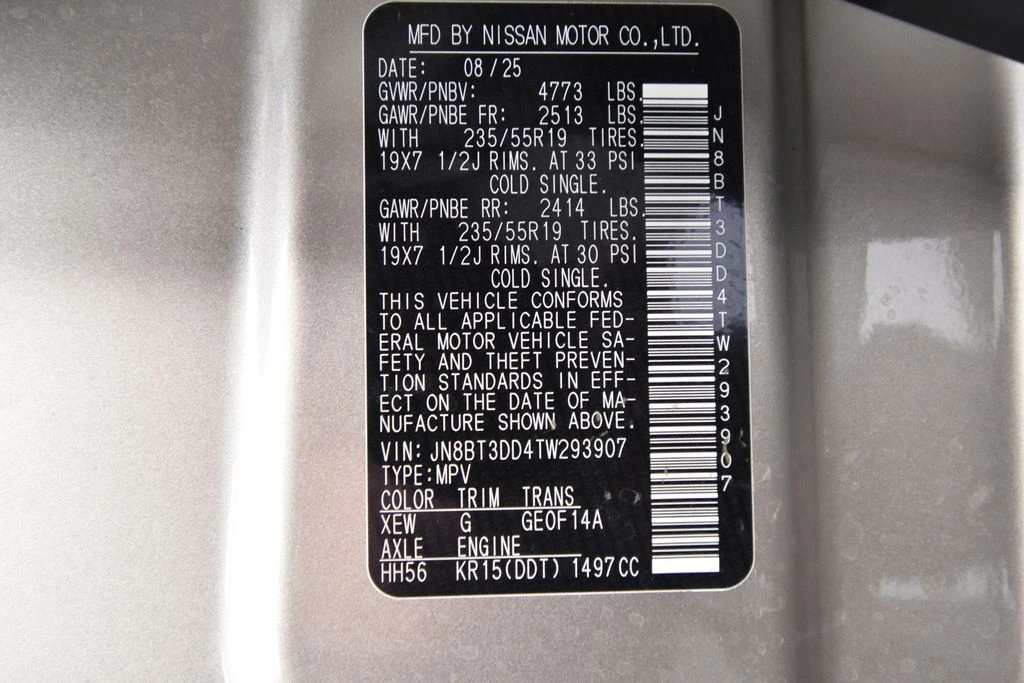 MFD BY NISSAN MOTOR CO.,LTD.
DATE: 08/25
GVWR/PNBV: 4773 LBS.
GAWR/PNBE FR: 2513 LBS.
WITH 235/55R19 TIRES.
19X7 1/2J RIMS. AT 33 PSI
COLD SINGLE.
GAWR/PNBE RR: 2414 LBS.
WITH 235/55R19 TIRES.
19X7 1/2J RIMS. AT 30 PSI
COLD SINGLE.
THIS VEHICLE CONFORMS
TO ALL APPLICABLE FED-
ERAL MOTOR VEHICLE SA-
FETY AND THEFT PREVEN-
TION STANDARDS IN EFF-
ECT ON THE DATE OF MA-
NUFACTURE SHOWN ABOVE.
VIN: JN8BT3DD4TW293907
TYPE:MPV
COLOR TRIM TRANS
XEW G GE0F14A
AXLE ENGINE
HH56 KR15(DDT) 1497CC
JN8BT3DD4TW293907